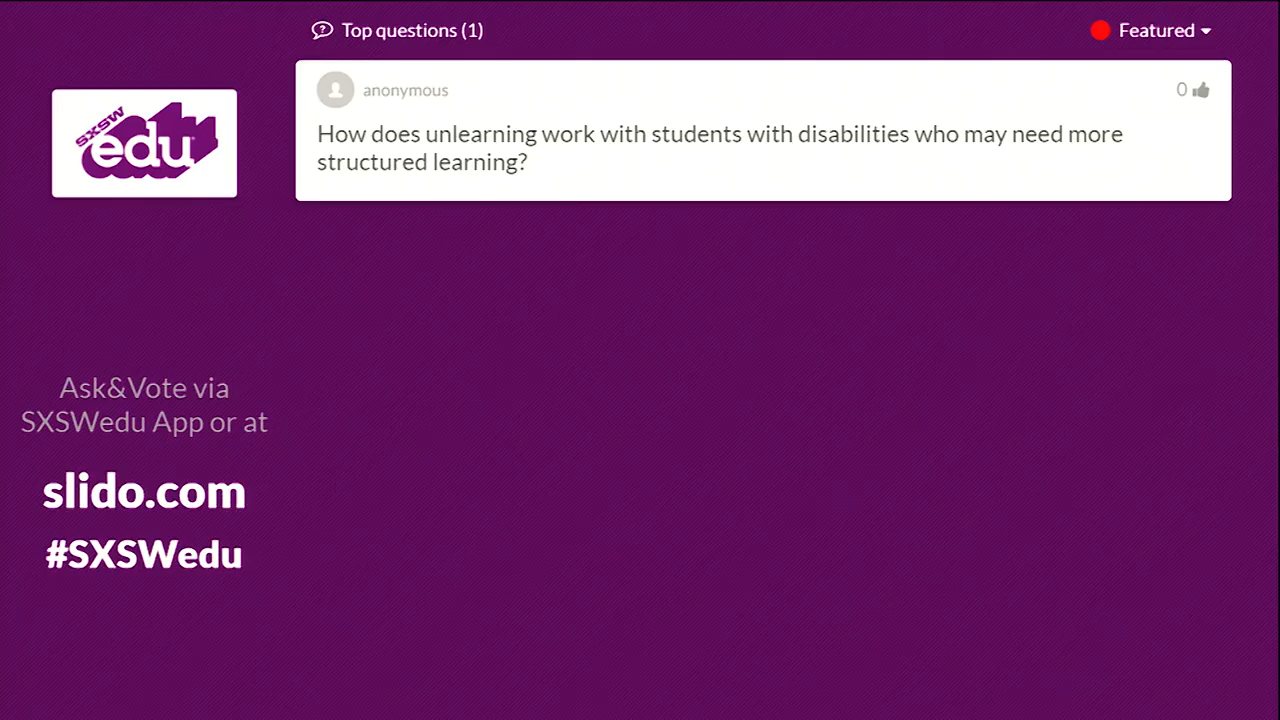 Top questions (1)
Featured
anonymous
0
How does unlearning work with students with disabilities who may need more
structured learning?
SXSW
edu
Ask&Vote via
SXSWedu App or at
slido.com
#SXSWedu